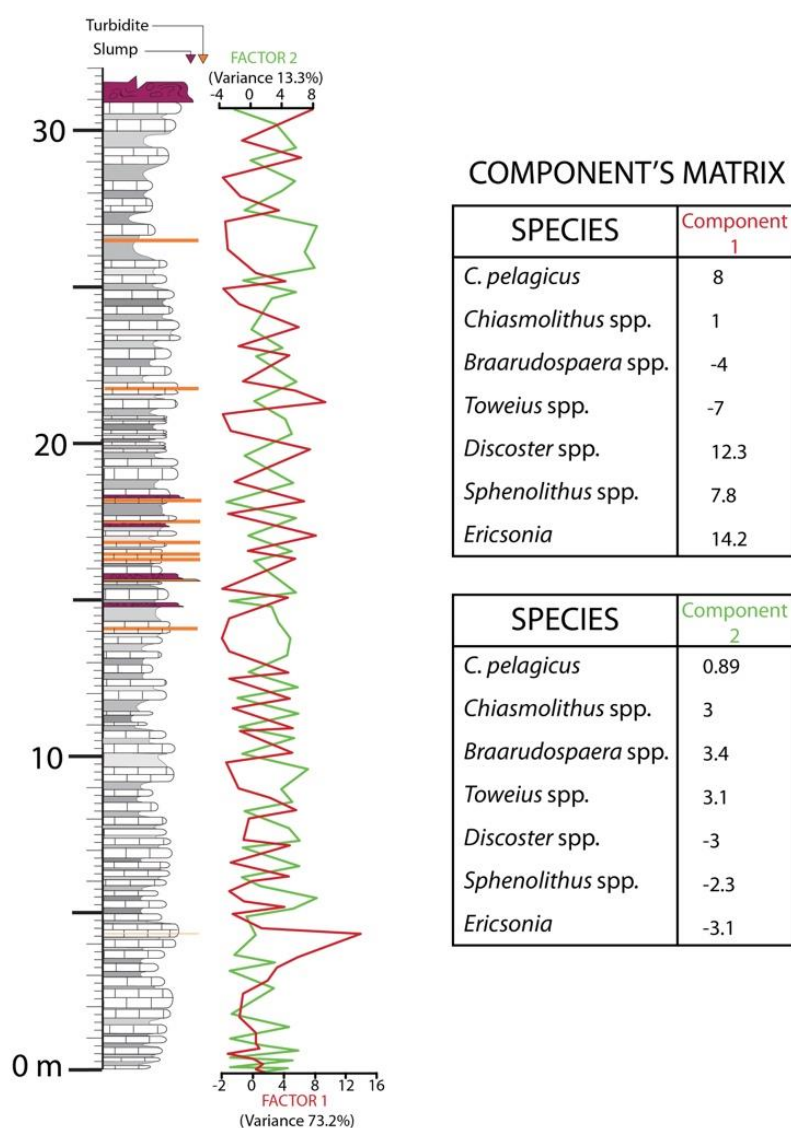 Turbidite
Slump
FACTOR 2
(Variance 13.3%)
-4 0 4 8
30
20
10
0 m
-2 0 4 8 12 16
FACTOR 1
(Variance 73.2%)
COMPONENT'S MATRIX
SPECIES Component 1
C. pelagicus 8
Chiasmolithus spp. 1
Braarudospaera spp. -4
Toweius spp. -7
Discoster spp. 12.3
Sphenolithus spp. 7.8
Ericsonia 14.2
SPECIES Component 2
C. pelagicus 0.89
Chiasmolithus spp. 3
Braarudospaera spp. 3.4
Toweius spp. 3.1
Discoster spp. -3
Sphenolithus spp. -2.3
Ericsonia -3.1